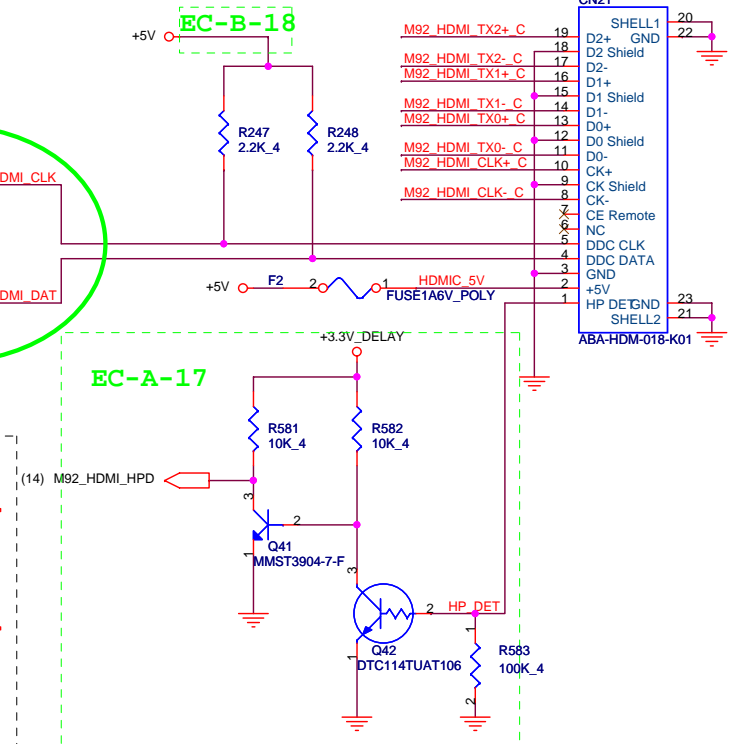 CN21
EC-B-18
+5V
R247
2.2K_4
R248
2.2K_4
DMI_CLK
DMI_DAT
M92_HDMI_TX2+_C
M92_HDMI_TX2-_C
M92_HDMI_TX1+_C
M92_HDMI_TX1-_C
M92_HDMI_TX0+_C
M92_HDMI_TX0-_C
M92_HDMI_CLK+_C
M92_HDMI_CLK-_C
SHELL1 20
GND 22
19 D2+
18 D2 Shield
17 D2-
16 D1+
15 D1 Shield
14 D1-
13 D0+
12 D0 Shield
11 D0-
10 CK+
9 CK Shield
8 CK-
7 CE Remote
6 NC
5 DDC CLK
4 DDC DATA
3 GND
2 +5V
1 HP DET
GND 23
SHELL2 21
ABA-HDM-018-K01
+5V
F2
2
1
HDMIC_5V
FUSE1A6V_POLY
EC-A-17
+3.3V_DELAY
R581
10K_4
R582
10K_4
(14) M92_HDMI_HPD
3
2
1
Q41
MMST3904-7-F
3
2
1
HP_DET
Q42
DTC114TUAT106
1
R583
100K_4
2